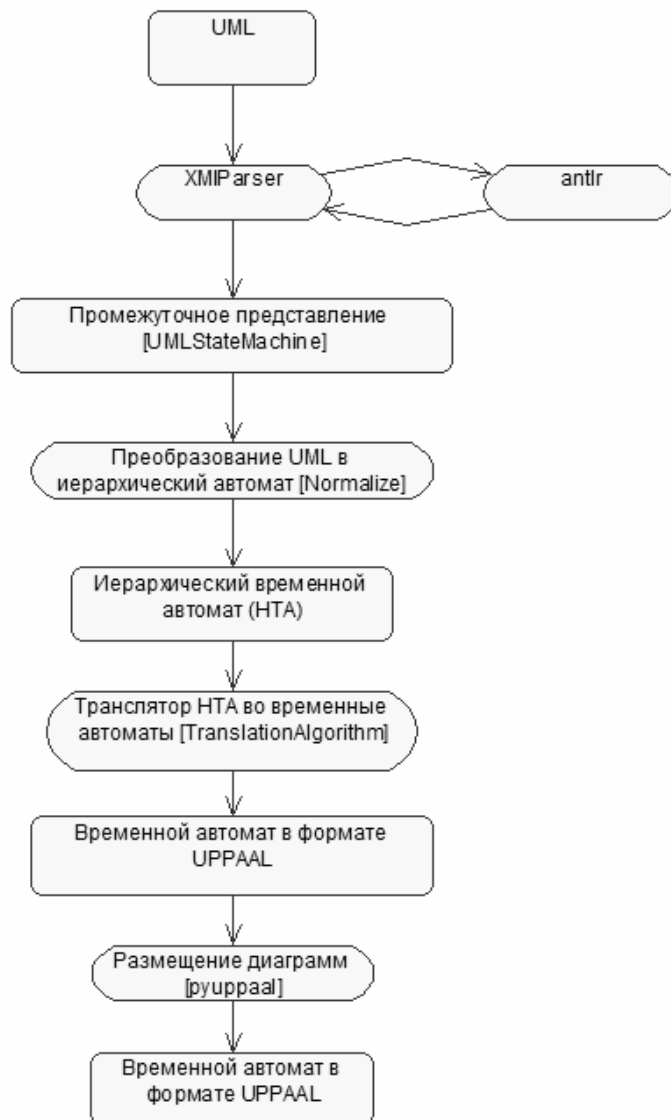 UML
XMIParser
antlr
Промежуточное представление
[UMLStateMachine]
Преобразование UML в
иерархический автомат [Normalize]
Иерархический временной
автомат (HTA)
Транслятор HTA во временные
автоматы [TranslationAlgorithm]
Временной автомат в формате
UPPAAL
Размещение диаграмм
[pyuppaal]
Временной автомат в
формате UPPAAL